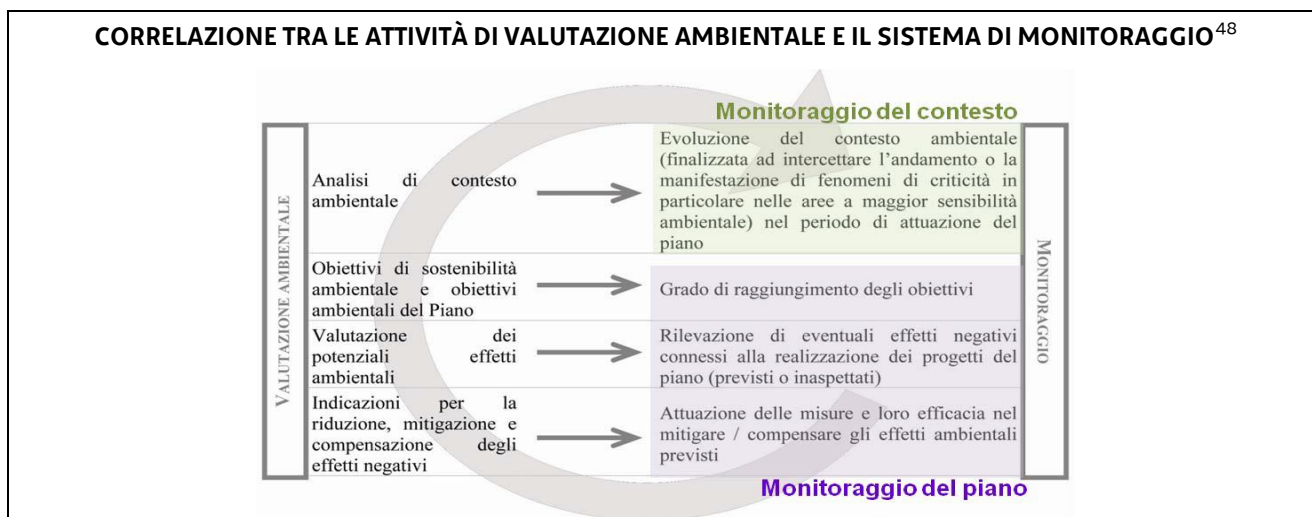 CORRELAZIONE TRA LE ATTIVITÀ DI VALUTAZIONE AMBIENTALE E IL SISTEMA DI MONITORAGGIO48
Monitoraggio del contesto
VALUTAZIONE AMBIENTALE
Analisi di contesto
ambientale
Evoluzione del contesto ambientale
(finalizzata ad intercettare l'andamento o la
manifestazione di fenomeni di criticità in
particolare nelle aree a maggior sensibilità
ambientale) nel periodo di attuazione del
piano
Obiettivi di sostenibilità
ambientale e obiettivi
ambientali del Piano
Grado di raggiungimento degli obiettivi
Valutazione dei
potenziali effetti
ambientali
Rilevazione di eventuali effetti negativi
connessi alla realizzazione dei progetti del
piano (previsti o inaspettati)
Indicazioni per la
riduzione, mitigazione e
compensazione degli
effetti negativi
Attuazione delle misure e loro efficacia nel
mitigare / compensare gli effetti ambientali
previsti
MONITORAGGIO
Monitoraggio del piano